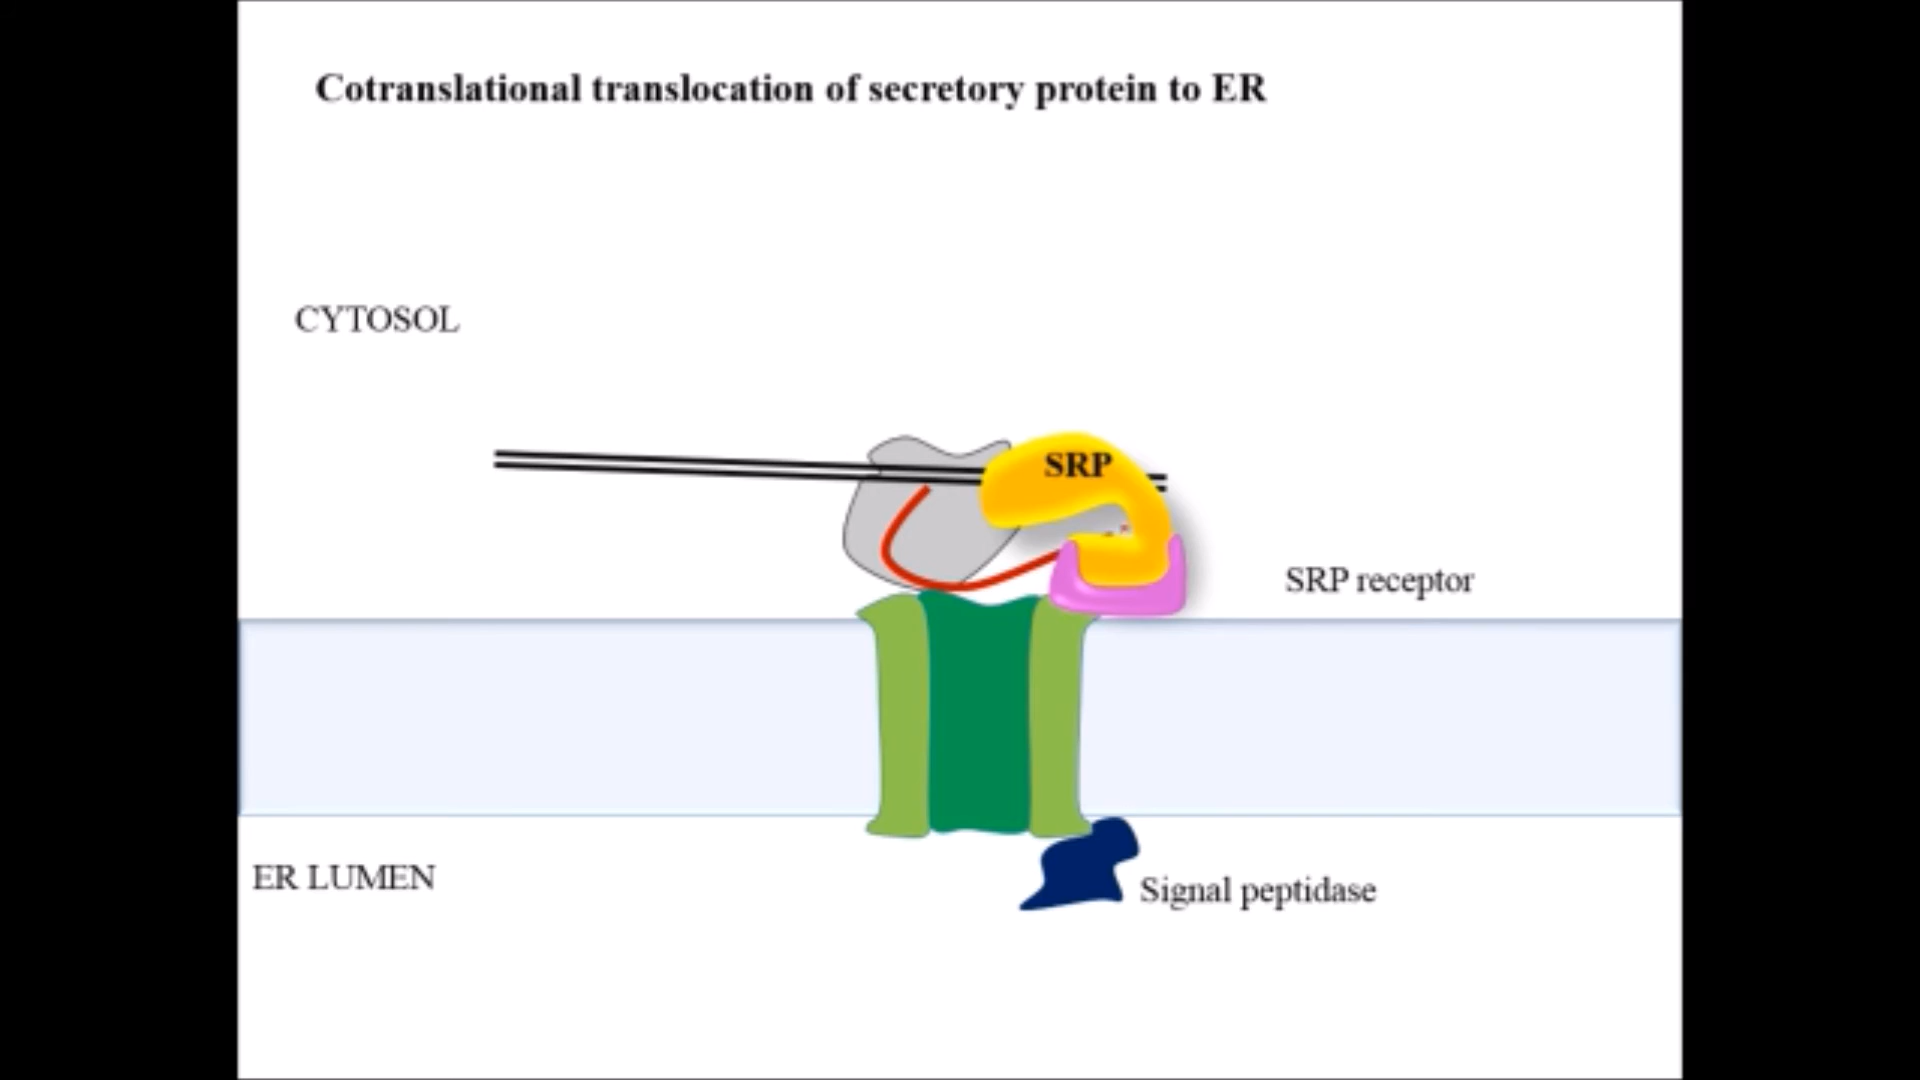 Cotranslational translocation of secretory protein to ER
CYTOSOL
SRP
SRP receptor
ER LUMEN
Signal peptidase